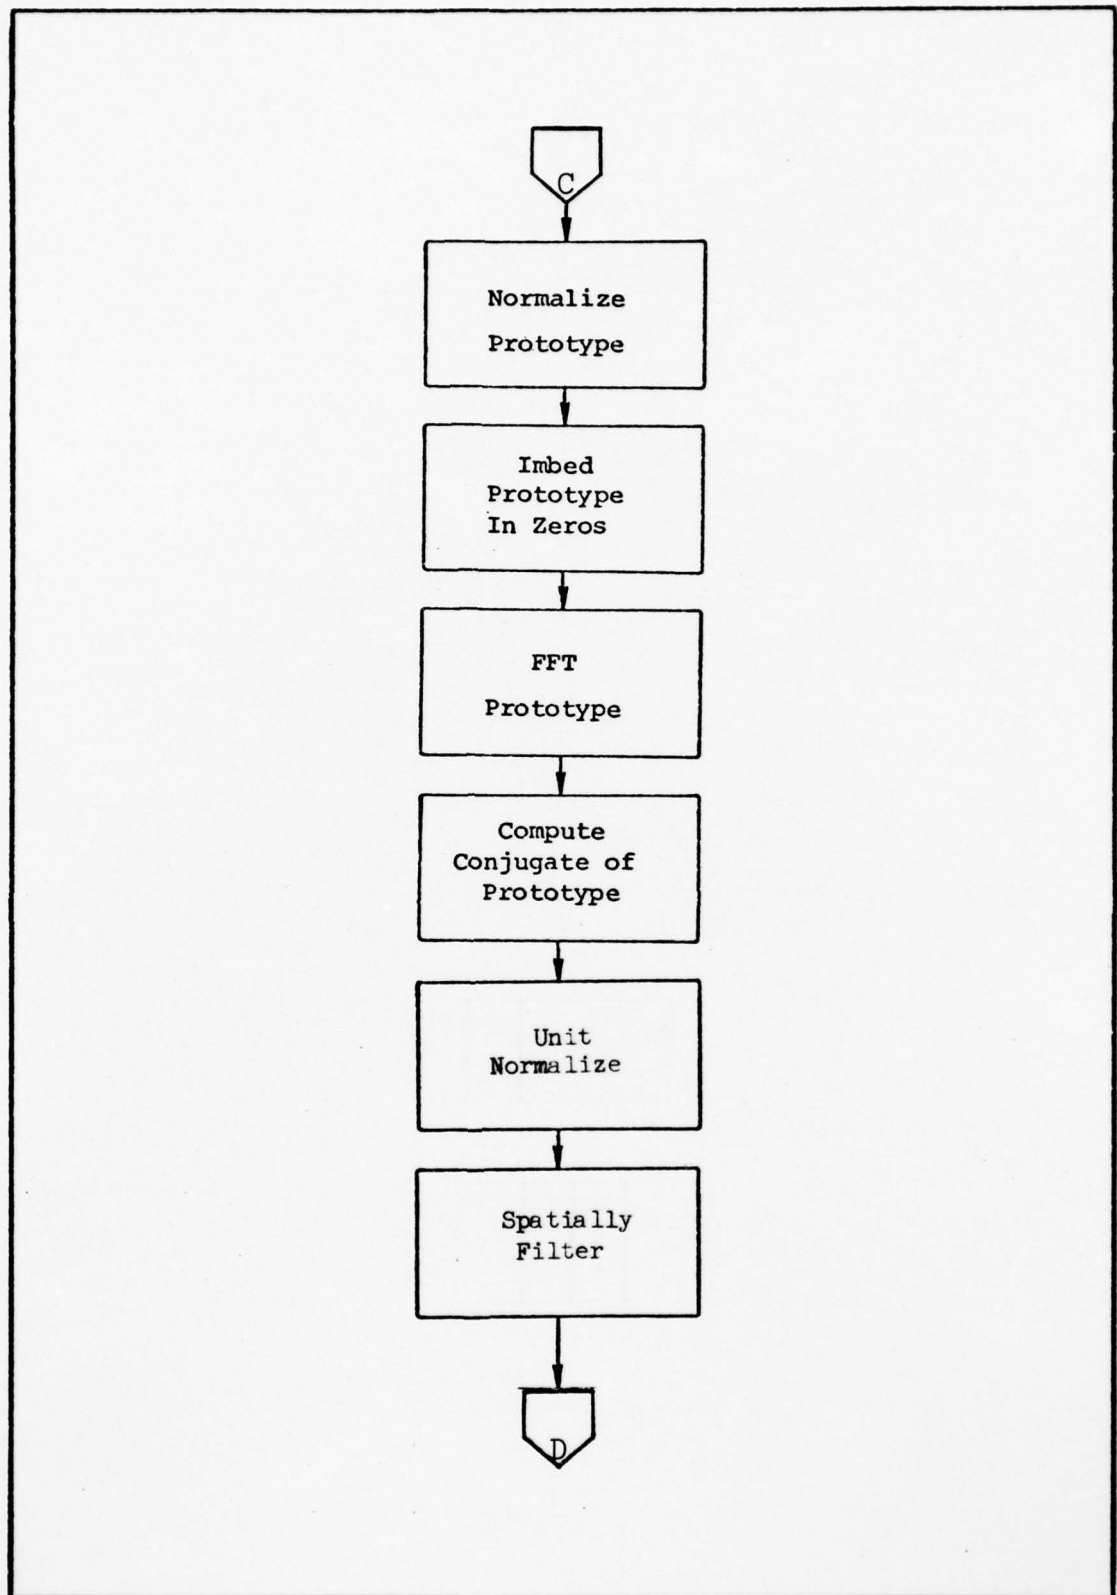 C
Normalize
Prototype
Imbed
Prototype
In Zeros
FFT
Prototype
Compute
Conjugate of
Prototype
Unit
Normalize
Spatially
Filter
D